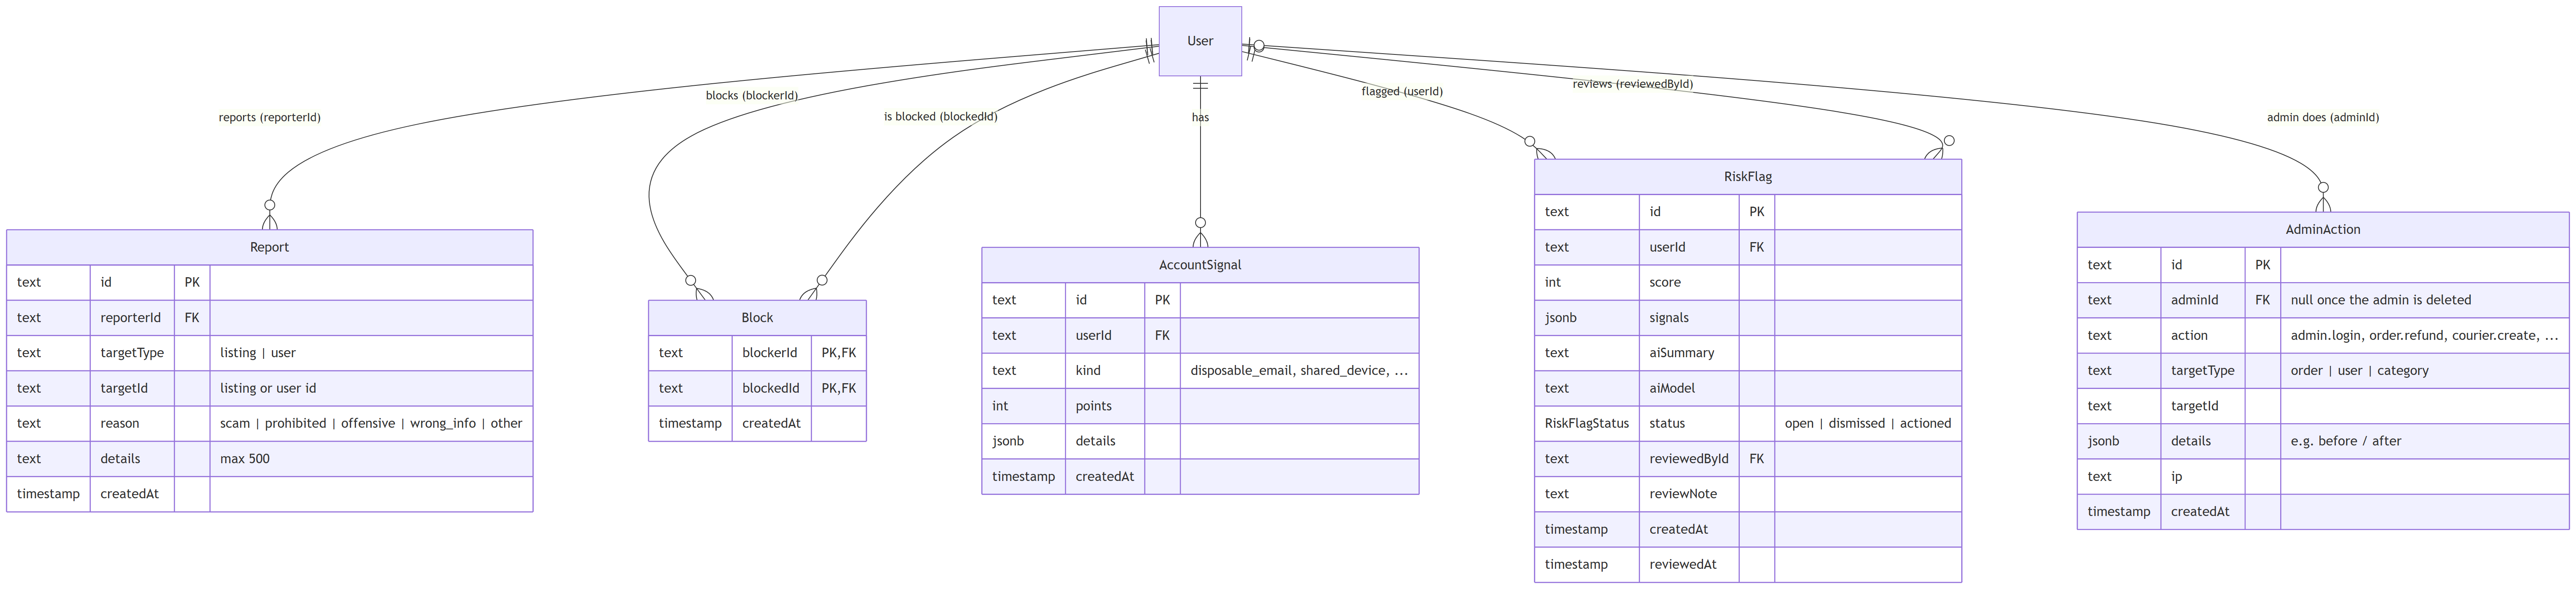 User
blocks (blockerId)
reports (reporterId)
is blocked (blockedId)
has
flagged (userId)
reviews (reviewedById)
admin does (adminId)
Report
text id PK
text reporterId FK
text targetType listing | user
text targetId listing or user id
text reason scam | prohibited | offensive | wrong_info | other
text details max 500
timestamp createdAt
Block
text blockerId PK,FK
text blockedId PK,FK
timestamp createdAt
AccountSignal
text id PK
text userId FK
text kind disposable_email, shared_device, ...
int points
jsonb details
timestamp createdAt
RiskFlag
text id PK
text userId FK
int score
jsonb signals
text aiSummary
text aiModel
RiskFlagStatus status open | dismissed | actioned
text reviewedById FK
text reviewNote
timestamp createdAt
timestamp reviewedAt
AdminAction
text id PK
text adminId FK null once the admin is deleted
text action admin.login, order.refund, courier.create, ...
text targetType order | user | category
text targetId
jsonb details e.g. before / after
text ip
timestamp createdAt